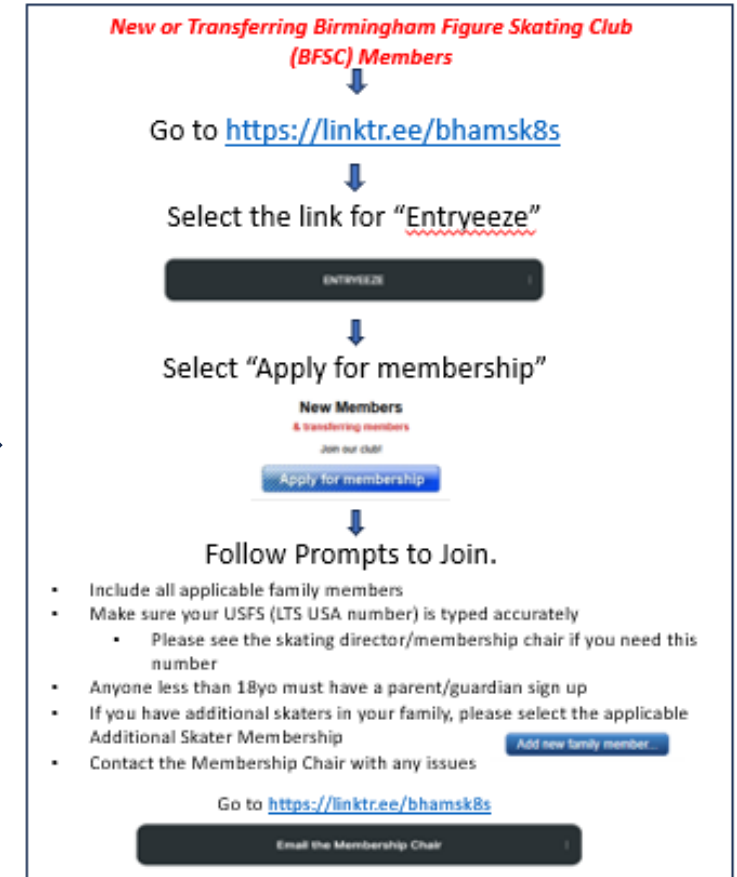 New or Transferring Birmingham Figure Skating Club
(BFSC) Members
Go to https://linktr.ee/bhamsk8s
Select the link for “Entryeeze”
ENTRYEEZE
Select “Apply for membership”
New Members
& transferring members
Join our club!
Apply for membership
Follow Prompts to Join.
▪ Include all applicable family members
▪ Make sure your USFS (LTS USA number) is typed accurately
▪ Please see the skating director/membership chair if you need this
number
▪ Anyone less than 18yo must have a parent/guardian sign up
▪ If you have additional skaters in your family, please select the applicable
Additional Skater Membership
Add new family member...
▪ Contact the Membership Chair with any issues
Go to https://linktr.ee/bhamsk8s
Email the Membership Chair